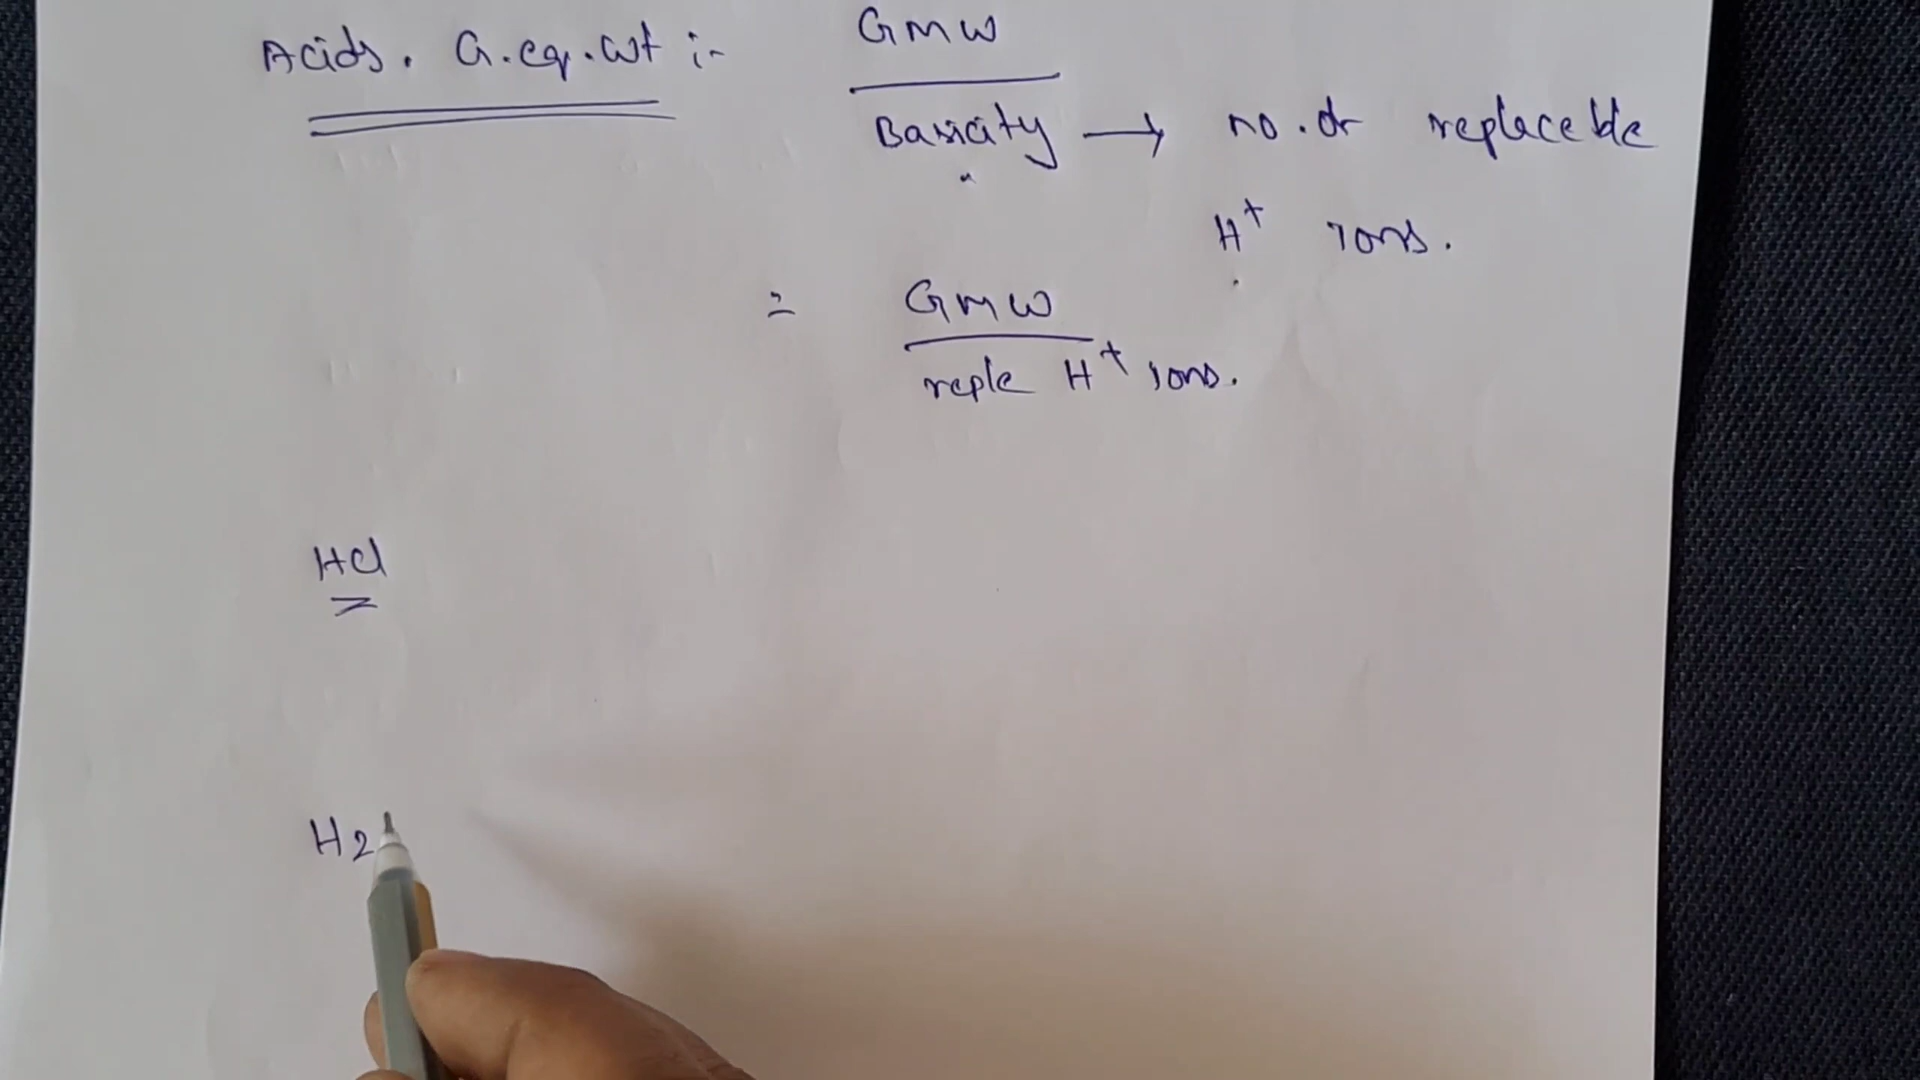 Acids. G.eq.wt :- GMW
Basicity → no. of replaceble
H⁺ ions.
= GMW
reple H⁺ ions.
HCl
H2